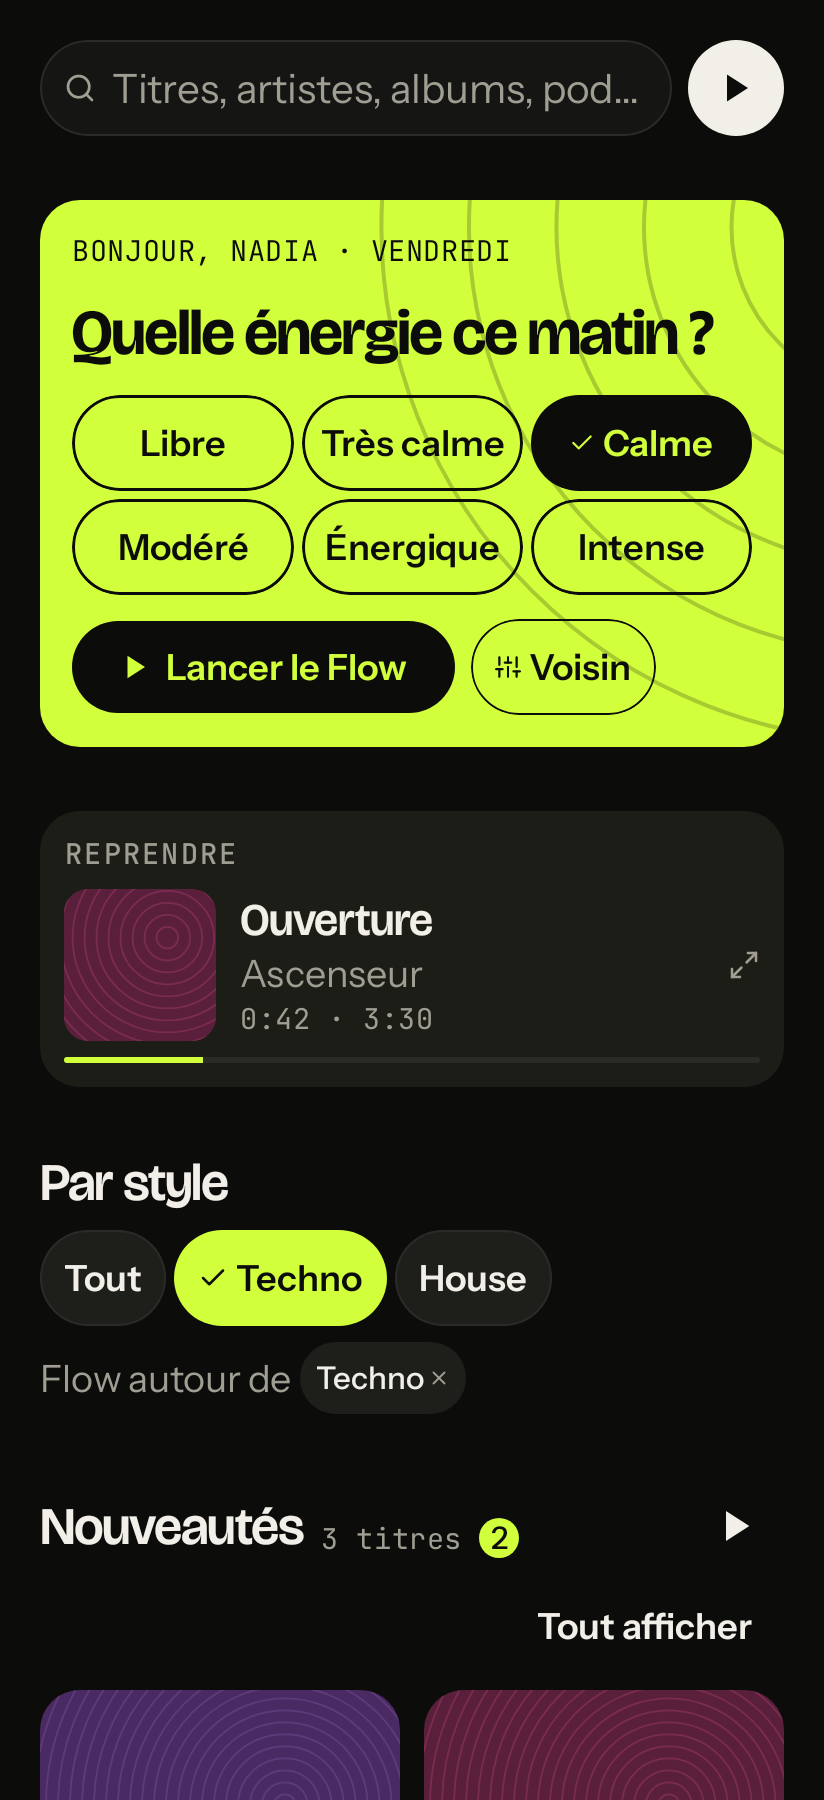 Titres, artistes, albums, pod...
BONJOUR, NADIA · VENDREDI
Quelle énergie ce matin ?
Libre
Très calme
Calme
Modéré
Énergique
Intense
Lancer le Flow
Voisin
REPRENDRE
Ouverture
Ascenseur
0:42 · 3:30
Par style
Tout
Techno
House
Flow autour de Techno ×
Nouveautés 3 titres 2
Tout afficher